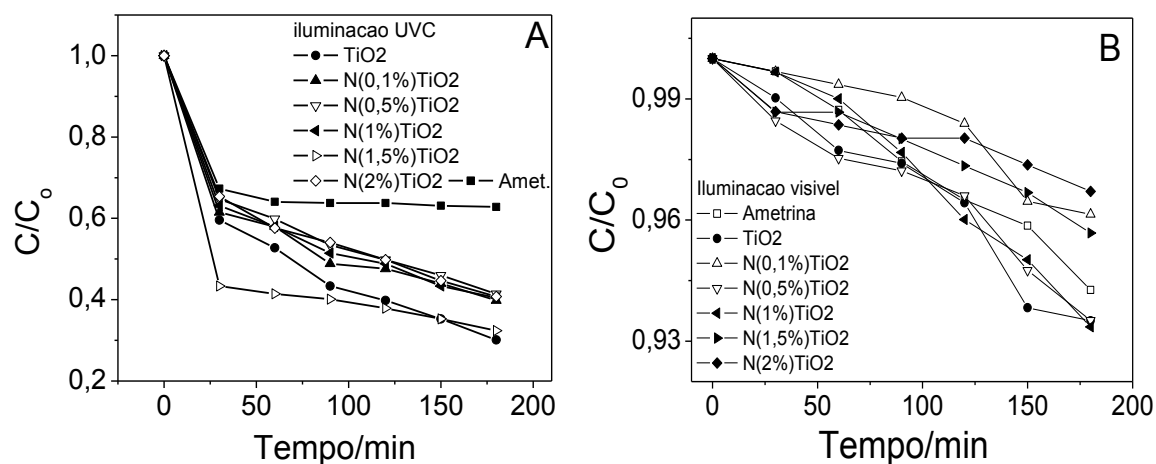 A
iluminacao UVC
TiO2
N(0,1%)TiO2
N(0,5%)TiO2
N(1%)TiO2
N(1,5%)TiO2
N(2%)TiO2 Amet.
1,0
0,8
0,6
0,4
0,2
C/Co
0 50 100 150 200
Tempo/min
B
0,99
0,96
0,93
C/C0
Iluminacao visivel
Ametrina
TiO2
N(0,1%)TiO2
N(0,5%)TiO2
N(1%)TiO2
N(1,5%)TiO2
N(2%)TiO2
0 50 100 150 200
Tempo/min